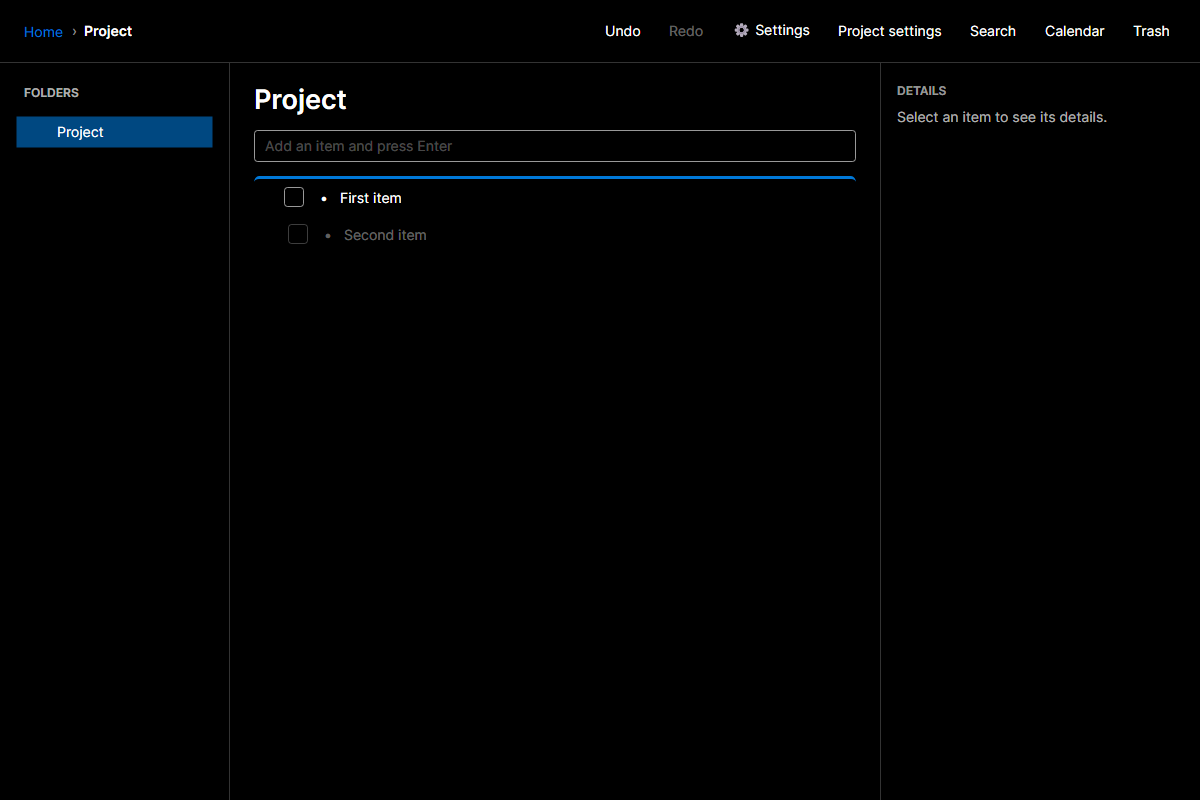 Home › Project
Undo Redo Settings Project settings Search Calendar Trash
FOLDERS
Project
Project
Add an item and press Enter
• First item
• Second item
DETAILS
Select an item to see its details.